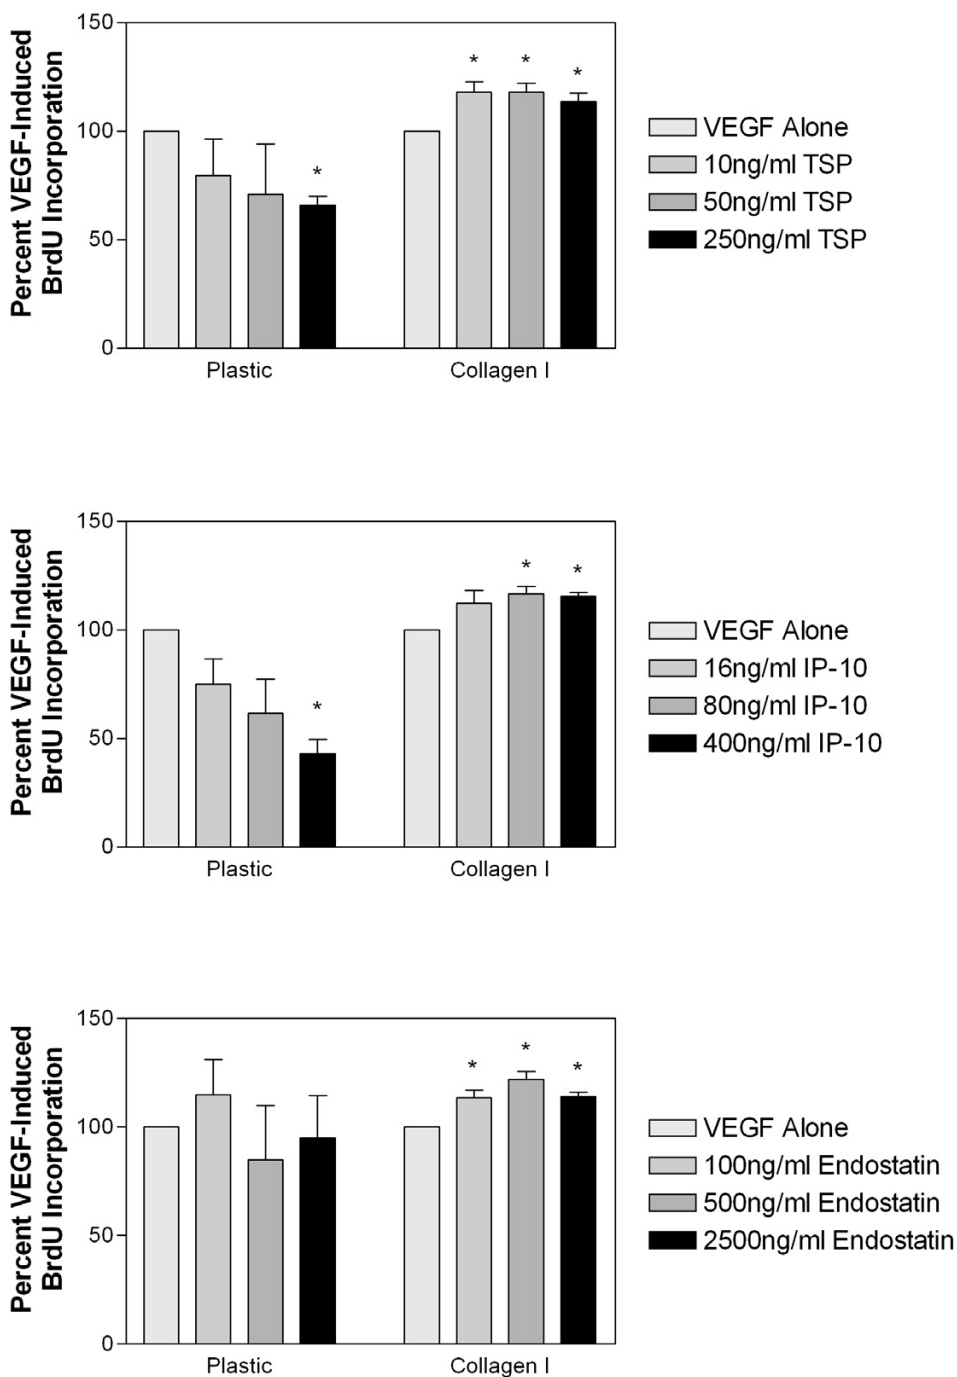 Percent VEGF-Induced
BrdU Incorporation
150
100
50
0
* * * *
Plastic
Collagen I
VEGF Alone
10ng/ml TSP
50ng/ml TSP
250ng/ml TSP
Percent VEGF-Induced
BrdU Incorporation
150
100
50
0
* * *
Plastic
Collagen I
VEGF Alone
16ng/ml IP-10
80ng/ml IP-10
400ng/ml IP-10
Percent VEGF-Induced
BrdU Incorporation
150
100
50
0
* * *
Plastic
Collagen I
VEGF Alone
100ng/ml Endostatin
500ng/ml Endostatin
2500ng/ml Endostatin